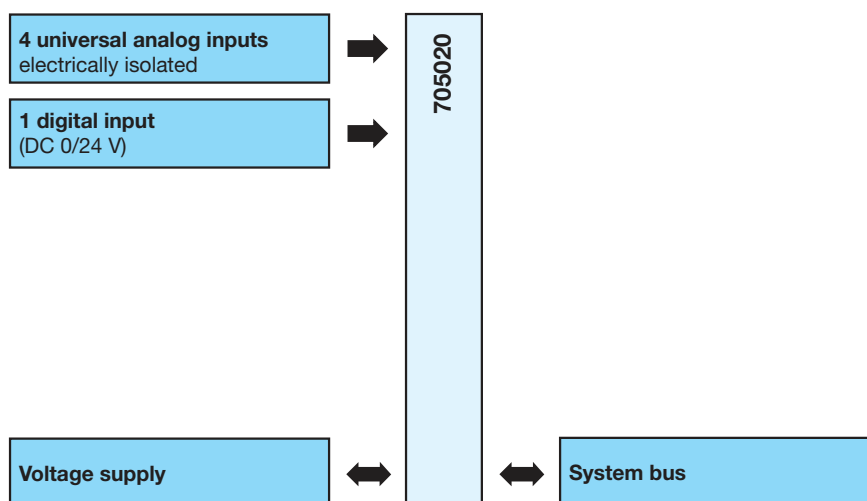 4 universal analog inputs
electrically isolated
705020
1 digital input
(DC 0/24 V)
Voltage supply
System bus